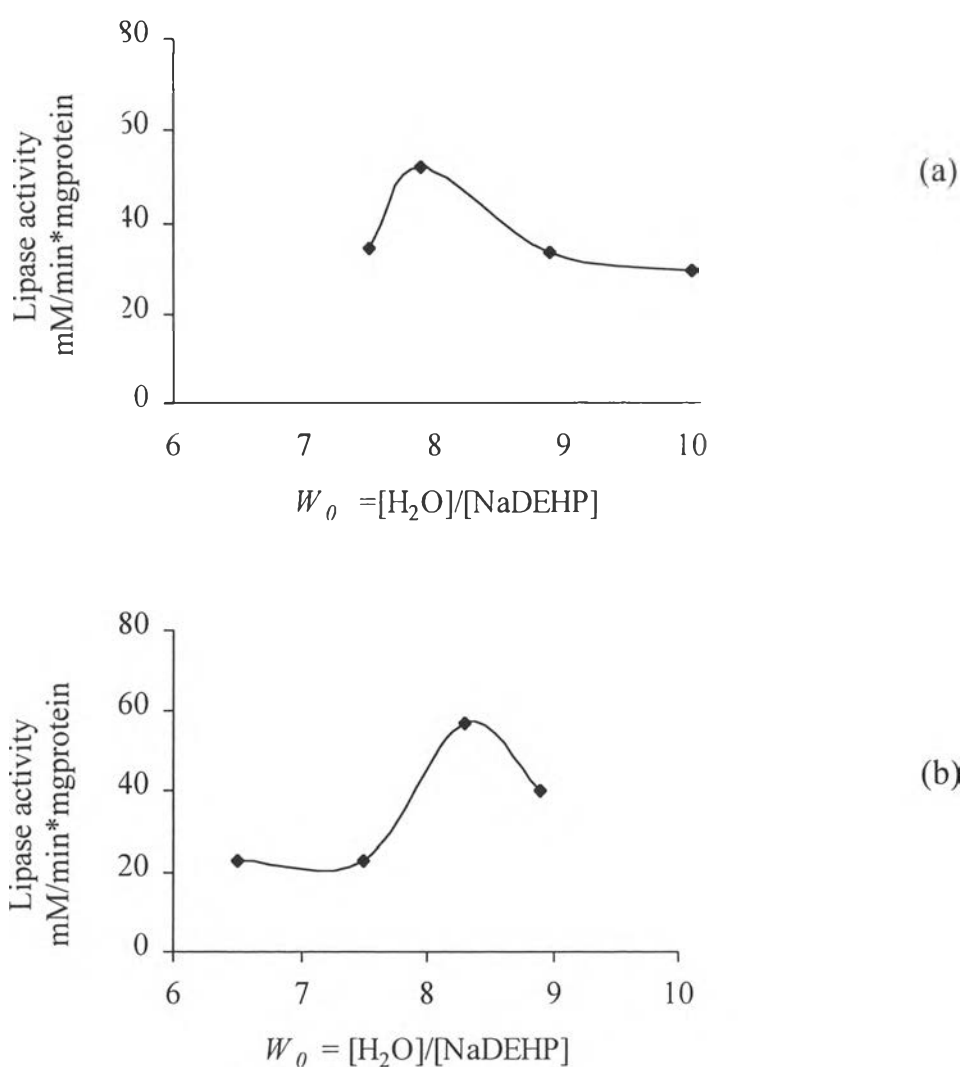 80
60
40
20
0
Lipase activity
mM/min*mgprotein
(a)
6 7 8 9 10
W₀ =[H₂O]/[NaDEHP]
80
60
40
20
0
Lipase activity
mM/min*mgprotein
(b)
6 7 8 9 10
W₀ = [H₂O]/[NaDEHP]